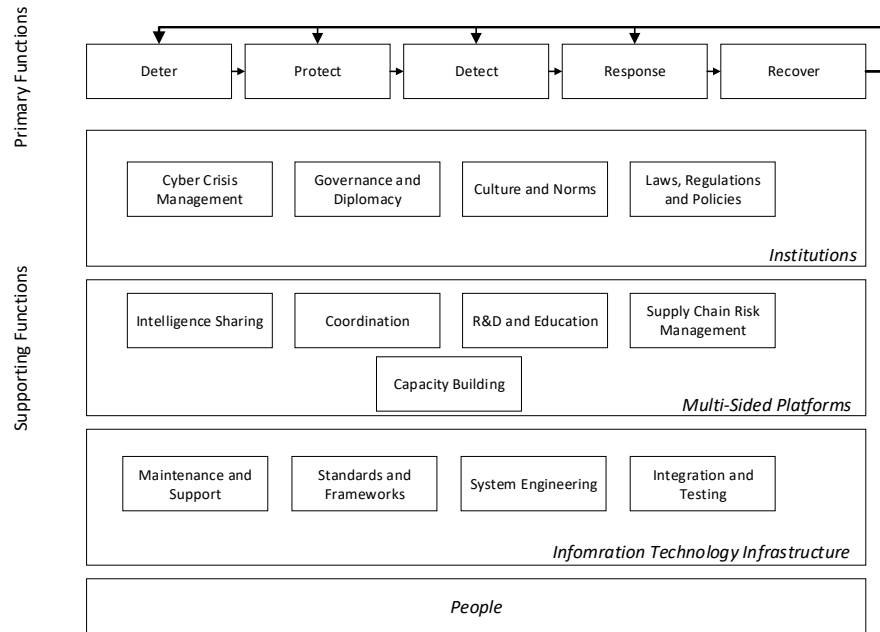 Primary Functions
Deter
Protect
Detect
Response
Recover
Supporting Functions
Cyber Crisis
Management
Governance and
Diplomacy
Culture and Norms
Laws, Regulations
and Policies
Institutions
Intelligence Sharing
Coordination
R&D and Education
Supply Chain Risk
Management
Capacity Building
Multi-Sided Platforms
Maintenance and
Support
Standards and
Frameworks
System Engineering
Integration and
Testing
Infomration Technology Infrastructure
People